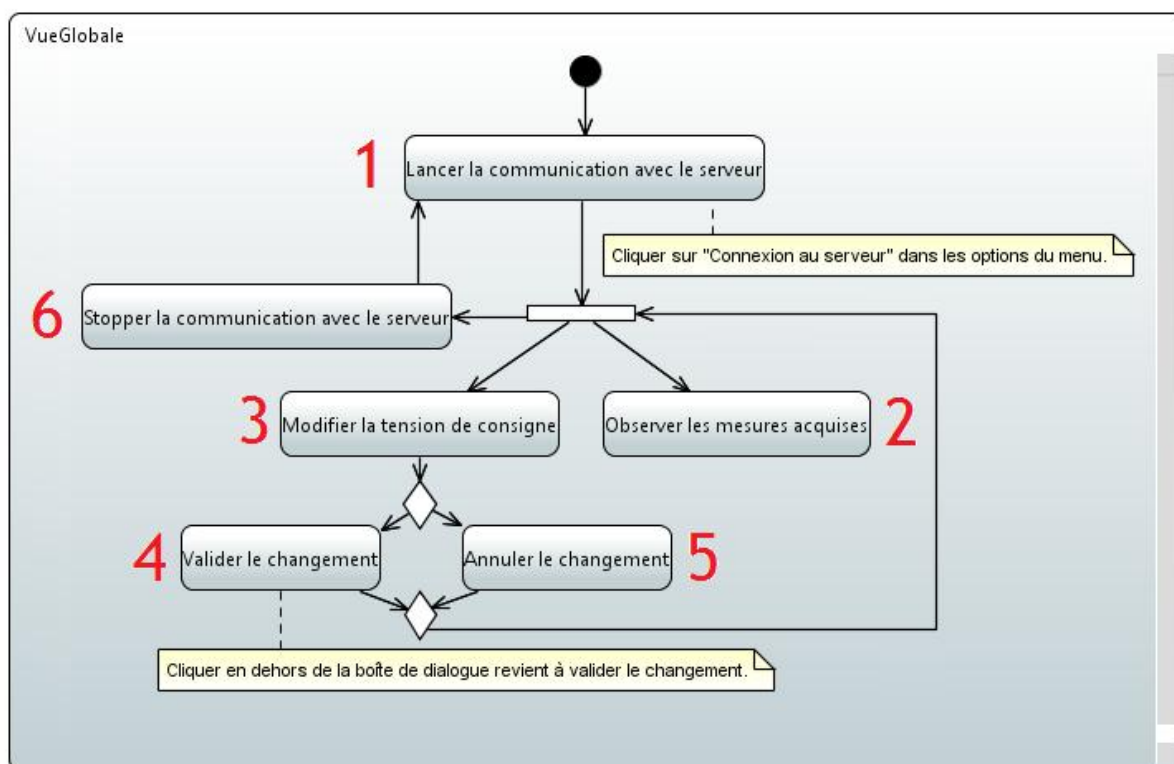 VueGlobale
1
Lancer la communication avec le serveur
Cliquer sur "Connexion au serveur" dans les options du menu.
6
Stopper la communication avec le serveur
3
Modifier la tension de consigne
Observer les mesures acquises
2
4
Valider le changement
Annuler le changement
5
Cliquer en dehors de la boîte de dialogue revient à valider le changement.